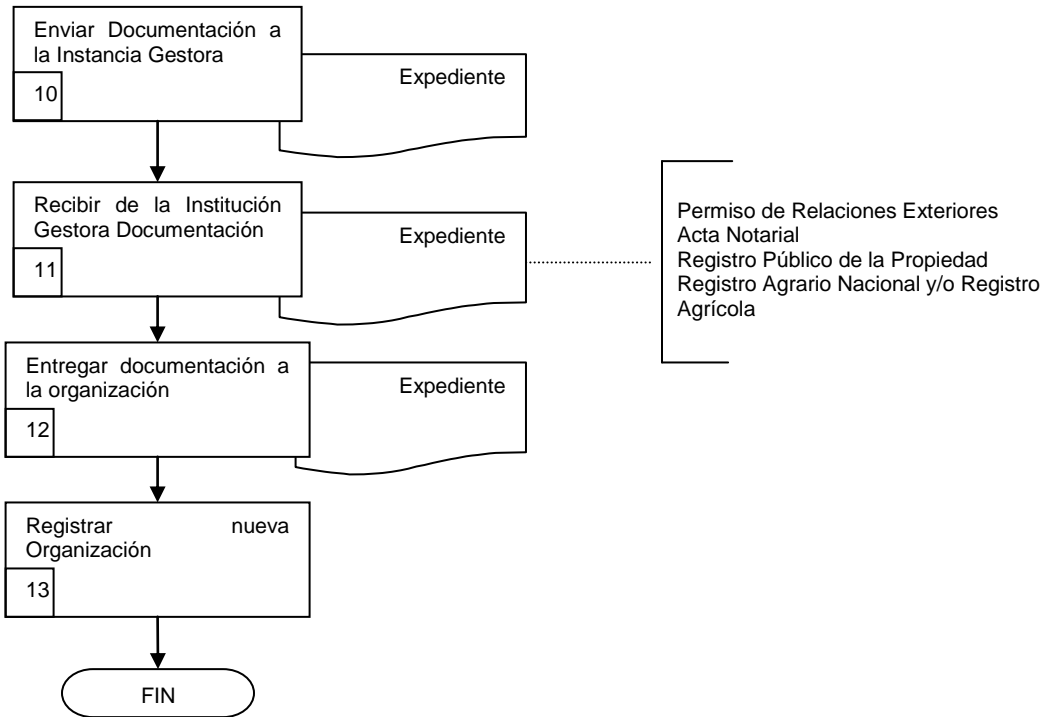 Enviar Documentación a
la Instancia Gestora
10
Expediente
Recibir de la Institución
Gestora Documentación
11
Expediente
Permiso de Relaciones Exteriores
Acta Notarial
Registro Público de la Propiedad
Registro Agrario Nacional y/o Registro
Agrícola
Entregar documentación a
la organización
12
Expediente
Registrar nueva
Organización
13
FIN